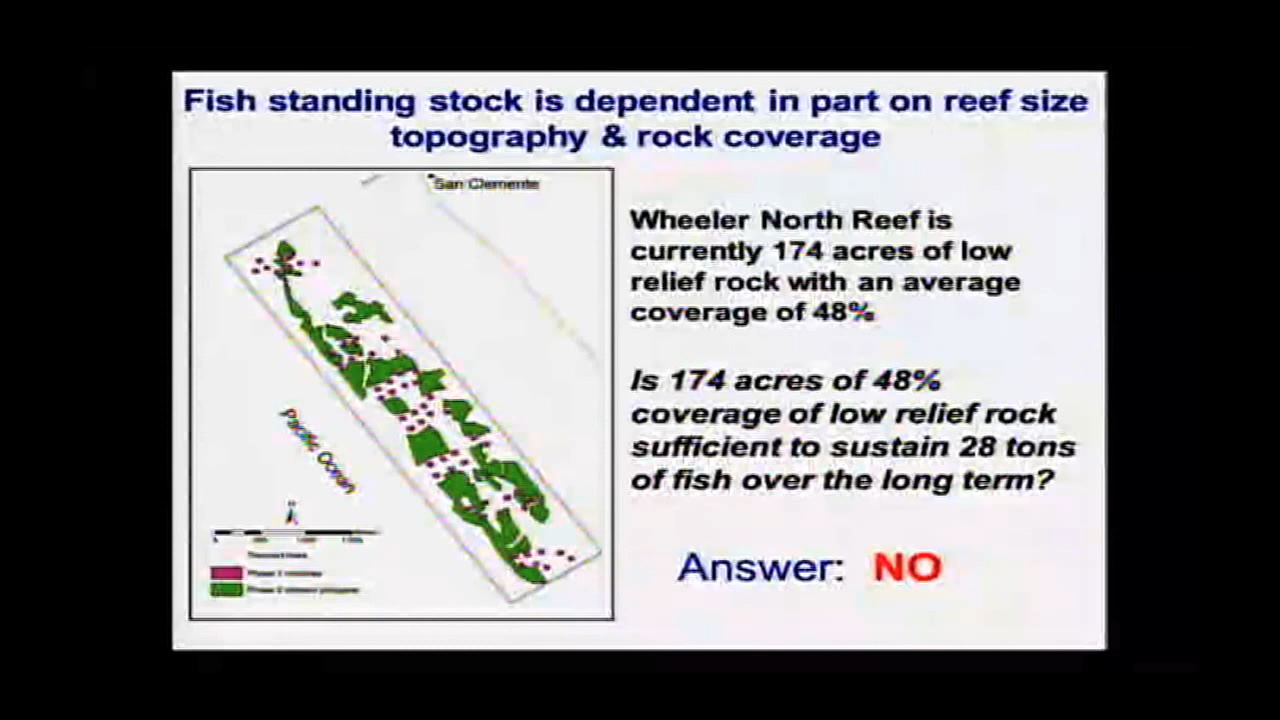 Fish standing stock is dependent in part on reef size
topography & rock coverage
San Clemente
Wheeler North Reef is
currently 174 acres of low
relief rock with an average
coverage of 48%
Is 174 acres of 48%
coverage of low relief rock
sufficient to sustain 28 tons
of fish over the long term?
Pacific Ocean
Answer: NO